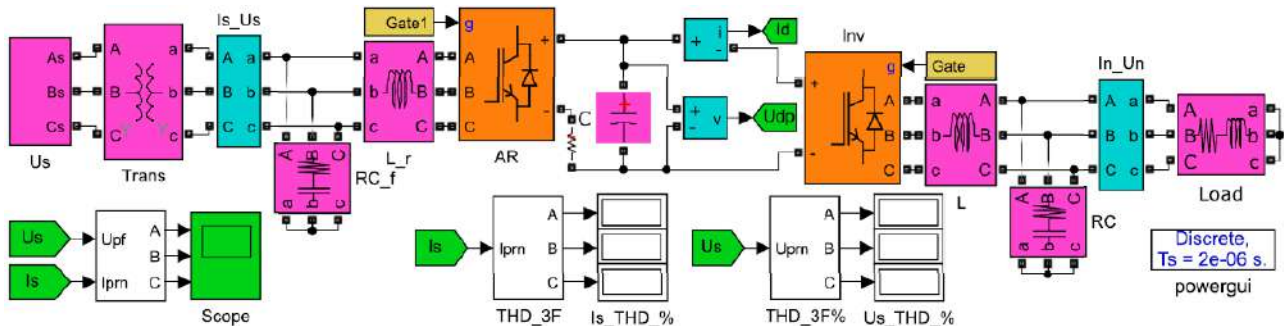 Is_Us
Gate1
g
i
Id
Inv
In_Un
As
A
a
A
a
a
A
A
+
+
-
g
Gate
Bs
B
b
B
b
b
B
B
+
a
A
A
a
A
a
Cs
C
c
C
c
c
C
C
-
C
+
-
v
Udp
-
b
B
B
b
B
b
Us
Trans
Y
Y
A
B
C
L_r
AR
c
C
C
c
C
c
RC_f
a
b
c
L
A
B
C
Load
RC
a
b
c
Us
Upf
A
B
C
Is
Iprn
Scope
Is
Iprn
A
B
C
THD_3F
Is_THD_%
Us
Uprn
A
B
C
THD_3F%
Us_THD_%
Discrete,
Ts = 2e-06 s.
powergui